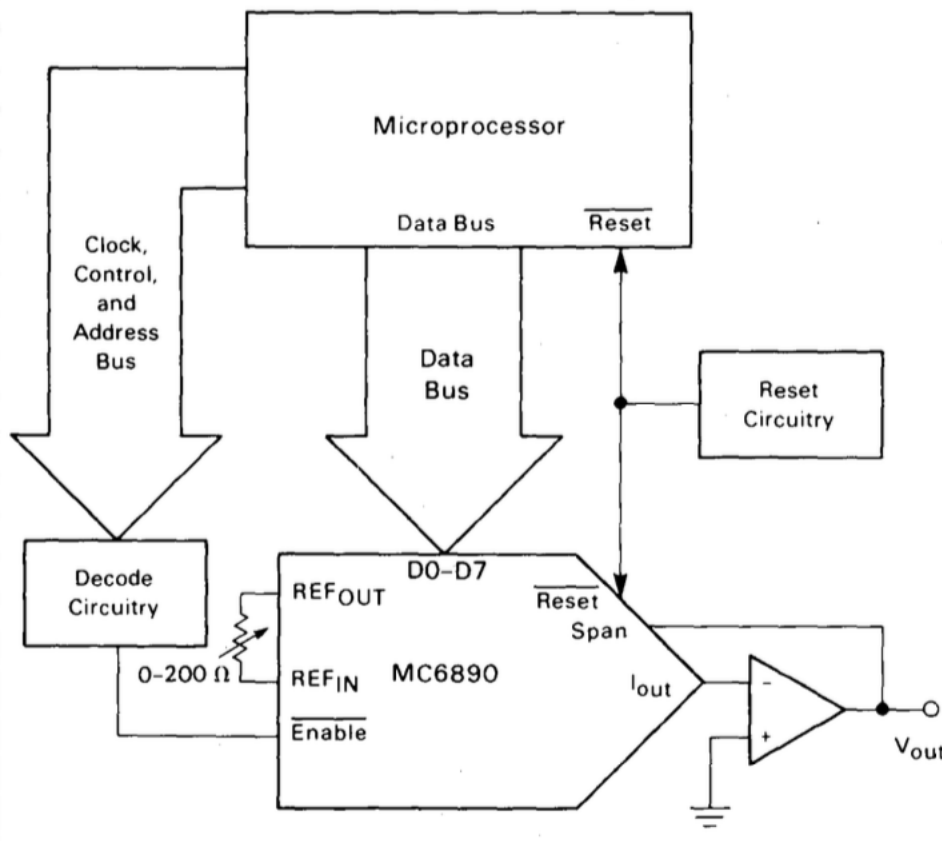 Microprocessor
Data Bus
Reset
Clock,
Control,
and
Address
Bus
Data
Bus
Reset
Circuitry
Decode
Circuitry
D0–D7
REFOUT
Reset
Span
0–200 Ω
REFIN
MC6890
Iout
-
Enable
+
Vout